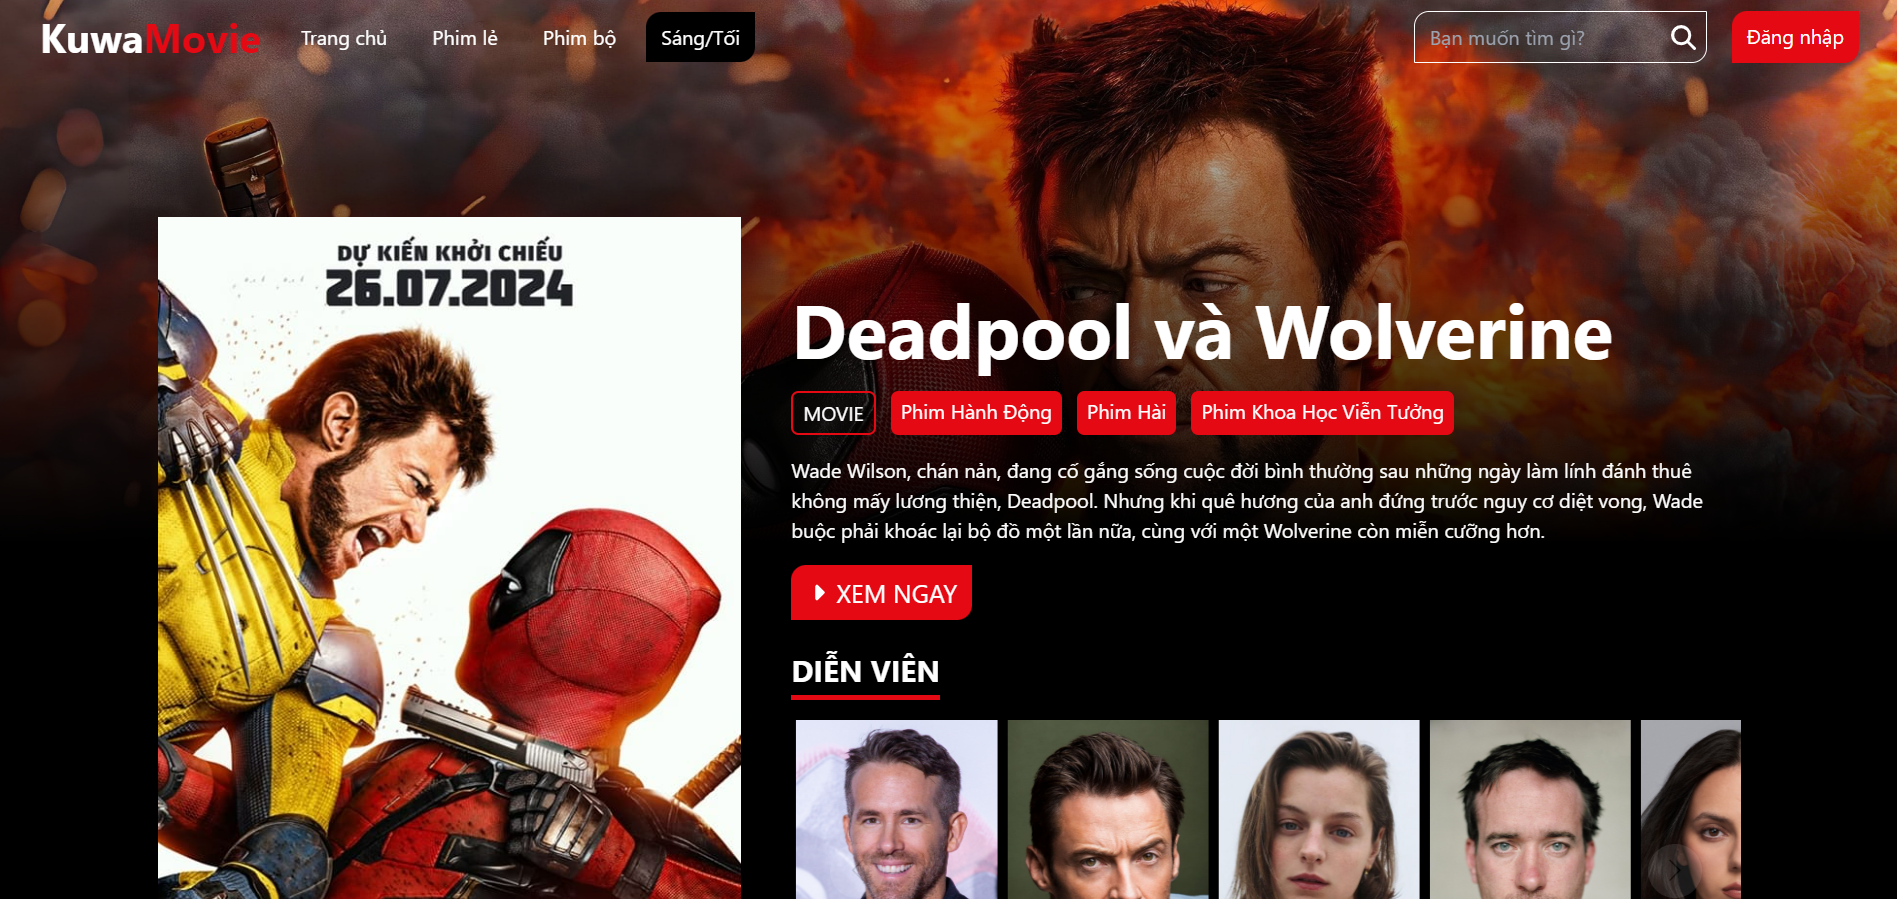 KuwaMovie
Trang chủ
Phim lẻ
Phim bộ
Sáng/Tối
Bạn muốn tìm gì?
Đăng nhập
DỰ KIẾN KHỞI CHIẾU
26.07.2024
Deadpool và Wolverine
MOVIE
Phim Hành Động
Phim Hài
Phim Khoa Học Viễn Tưởng
Wade Wilson, chán nản, đang cố gắng sống cuộc đời bình thường sau những ngày làm lính đánh thuê
không mấy lương thiện, Deadpool. Nhưng khi quê hương của anh đứng trước nguy cơ diệt vong, Wade
buộc phải khoác lại bộ đồ một lần nữa, cùng với một Wolverine còn miễn cưỡng hơn.
XEM NGAY
DIỄN VIÊN